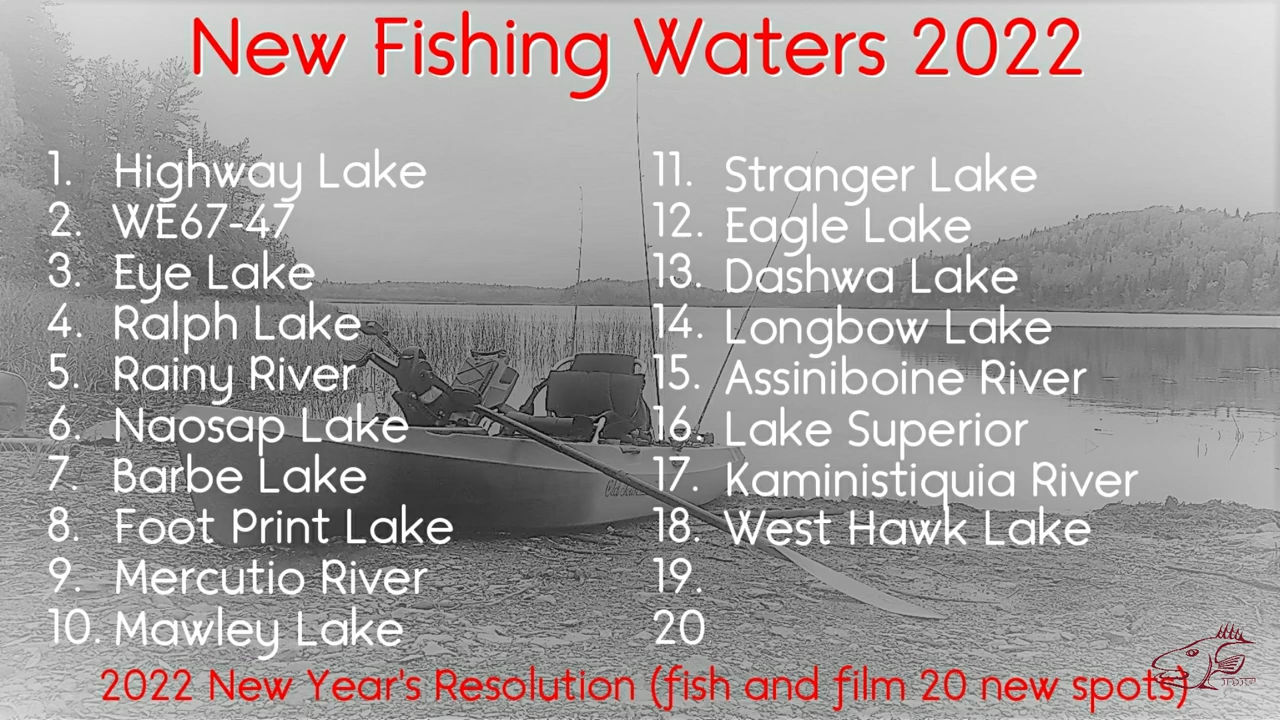 New Fishing Waters 2022
1. Highway Lake
2. WE67-47
3. Eye Lake
4. Ralph Lake
5. Rainy River
6. Naosap Lake
7. Barbe Lake
8. Foot Print Lake
9. Mercutio River
10. Mawley Lake
11. Stranger Lake
12. Eagle Lake
13. Dashwa Lake
14. Longbow Lake
15. Assiniboine River
16. Lake Superior
17. Kaministiquia River
18. West Hawk Lake
19.
20
2022 New Year's Resolution (fish and film 20 new spots)